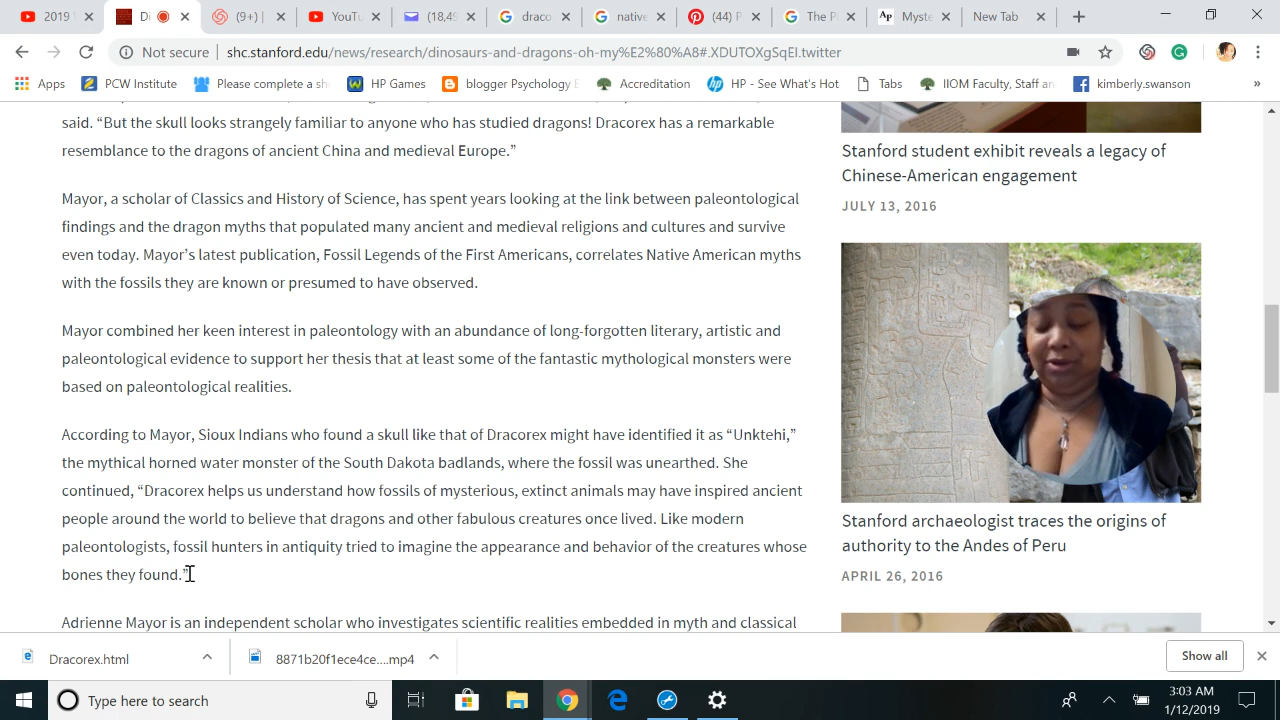 2019
Di
(9+)
YouTu
(18,49
draco
native
(44) P
The Pl
Ap
Myste
New Tab
Not secure
shc.stanford.edu/news/research/dinosaurs-and-dragons-oh-my%E2%80%A8#.XDUTOXgSqEI.twitter
Apps
PCW Institute
Please complete a sh
HP Games
blogger Psychology
Accreditation
HP - See What's Hot
Tabs
IIOM Faculty, Staff an
kimberly.swanson
»
said. “But the skull looks strangely familiar to anyone who has studied dragons! Dracorex has a remarkable
resemblance to the dragons of ancient China and medieval Europe.”
Mayor, a scholar of Classics and History of Science, has spent years looking at the link between paleontological
findings and the dragon myths that populated many ancient and medieval religions and cultures and survive
even today. Mayor’s latest publication, Fossil Legends of the First Americans, correlates Native American myths
with the fossils they are known or presumed to have observed.
Mayor combined her keen interest in paleontology with an abundance of long-forgotten literary, artistic and
paleontological evidence to support her thesis that at least some of the fantastic mythological monsters were
based on paleontological realities.
According to Mayor, Sioux Indians who found a skull like that of Dracorex might have identified it as “Unktehi,”
the mythical horned water monster of the South Dakota badlands, where the fossil was unearthed. She
continued, “Dracorex helps us understand how fossils of mysterious, extinct animals may have inspired ancient
people around the world to believe that dragons and other fabulous creatures once lived. Like modern
paleontologists, fossil hunters in antiquity tried to imagine the appearance and behavior of the creatures whose
bones they found.”
Adrienne Mayor is an independent scholar who investigates scientific realities embedded in myth and classical
Stanford student exhibit reveals a legacy of
Chinese-American engagement
JULY 13, 2016
Stanford archaeologist traces the origins of
authority to the Andes of Peru
APRIL 26, 2016
Dracorex.html
8871b20f1ece4ce....mp4
Show all
Type here to search
3:03 AM
1/12/2019